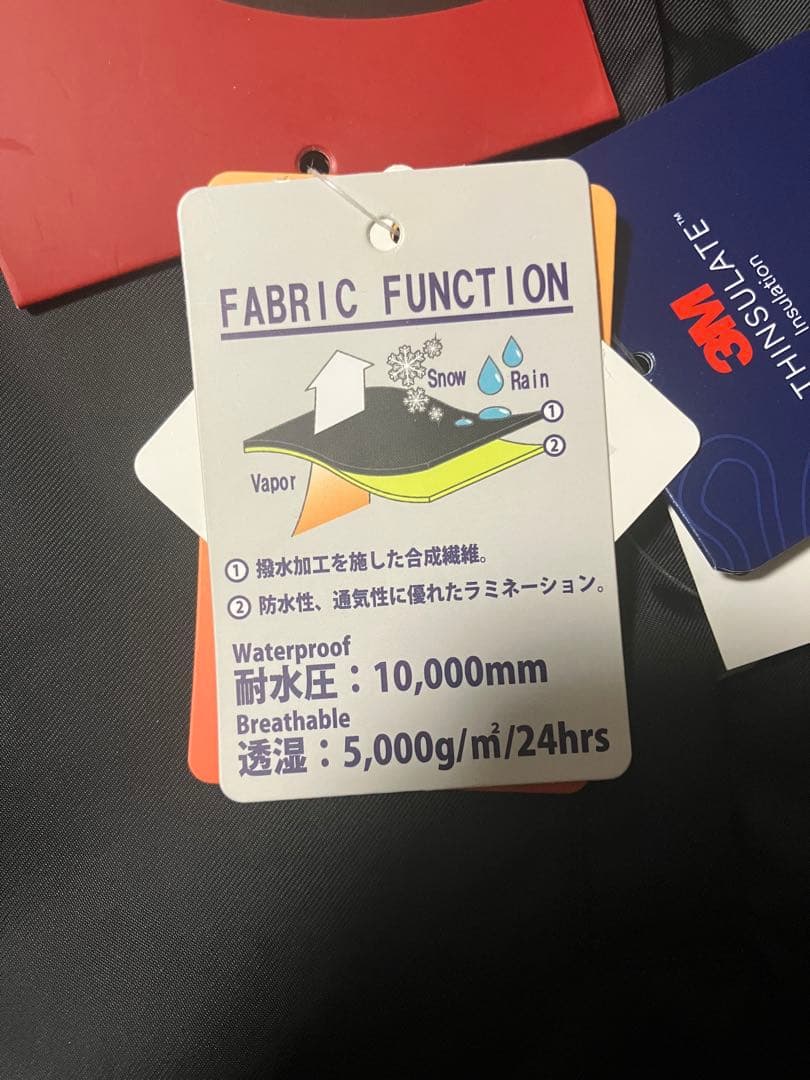 FABRIC FUNCTION
Snow
Rain
①
②
Vapor
① 撥水加工を施した合成繊維。
② 防水性、通気性に優れたラミネーション。
Waterproof
耐水圧：10,000mm
Breathable
透湿：5,000g/㎡/24hrs
3M
THINSULATE™
Insulation